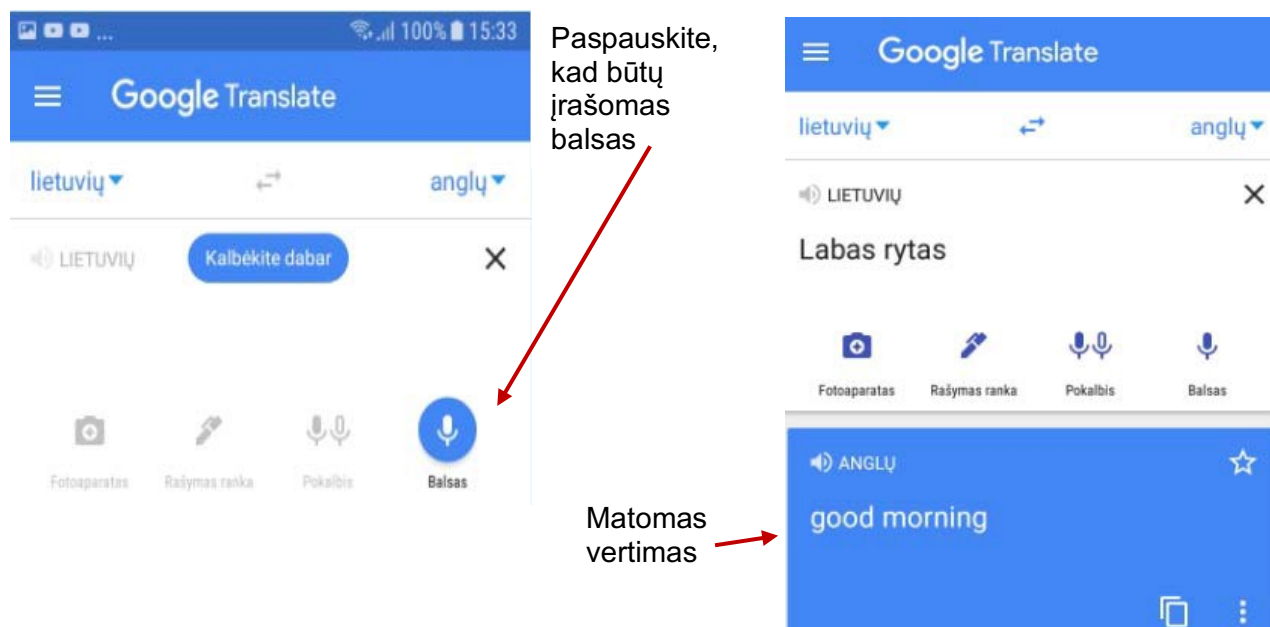 ... 100% 15:33
Google Translate
lietuvių anglų
LIETUVIŲ Kalbėkite dabar
Fotoaparatas Rašymas ranka Pokalbis Balsas
Paspauskite,
kad būtų
įrašomas
balsas
Matomas
vertimas
Google Translate
lietuvių anglų
LIETUVIŲ
Labas rytas
Fotoaparatas Rašymas ranka Pokalbis Balsas
ANGLŲ
good morning